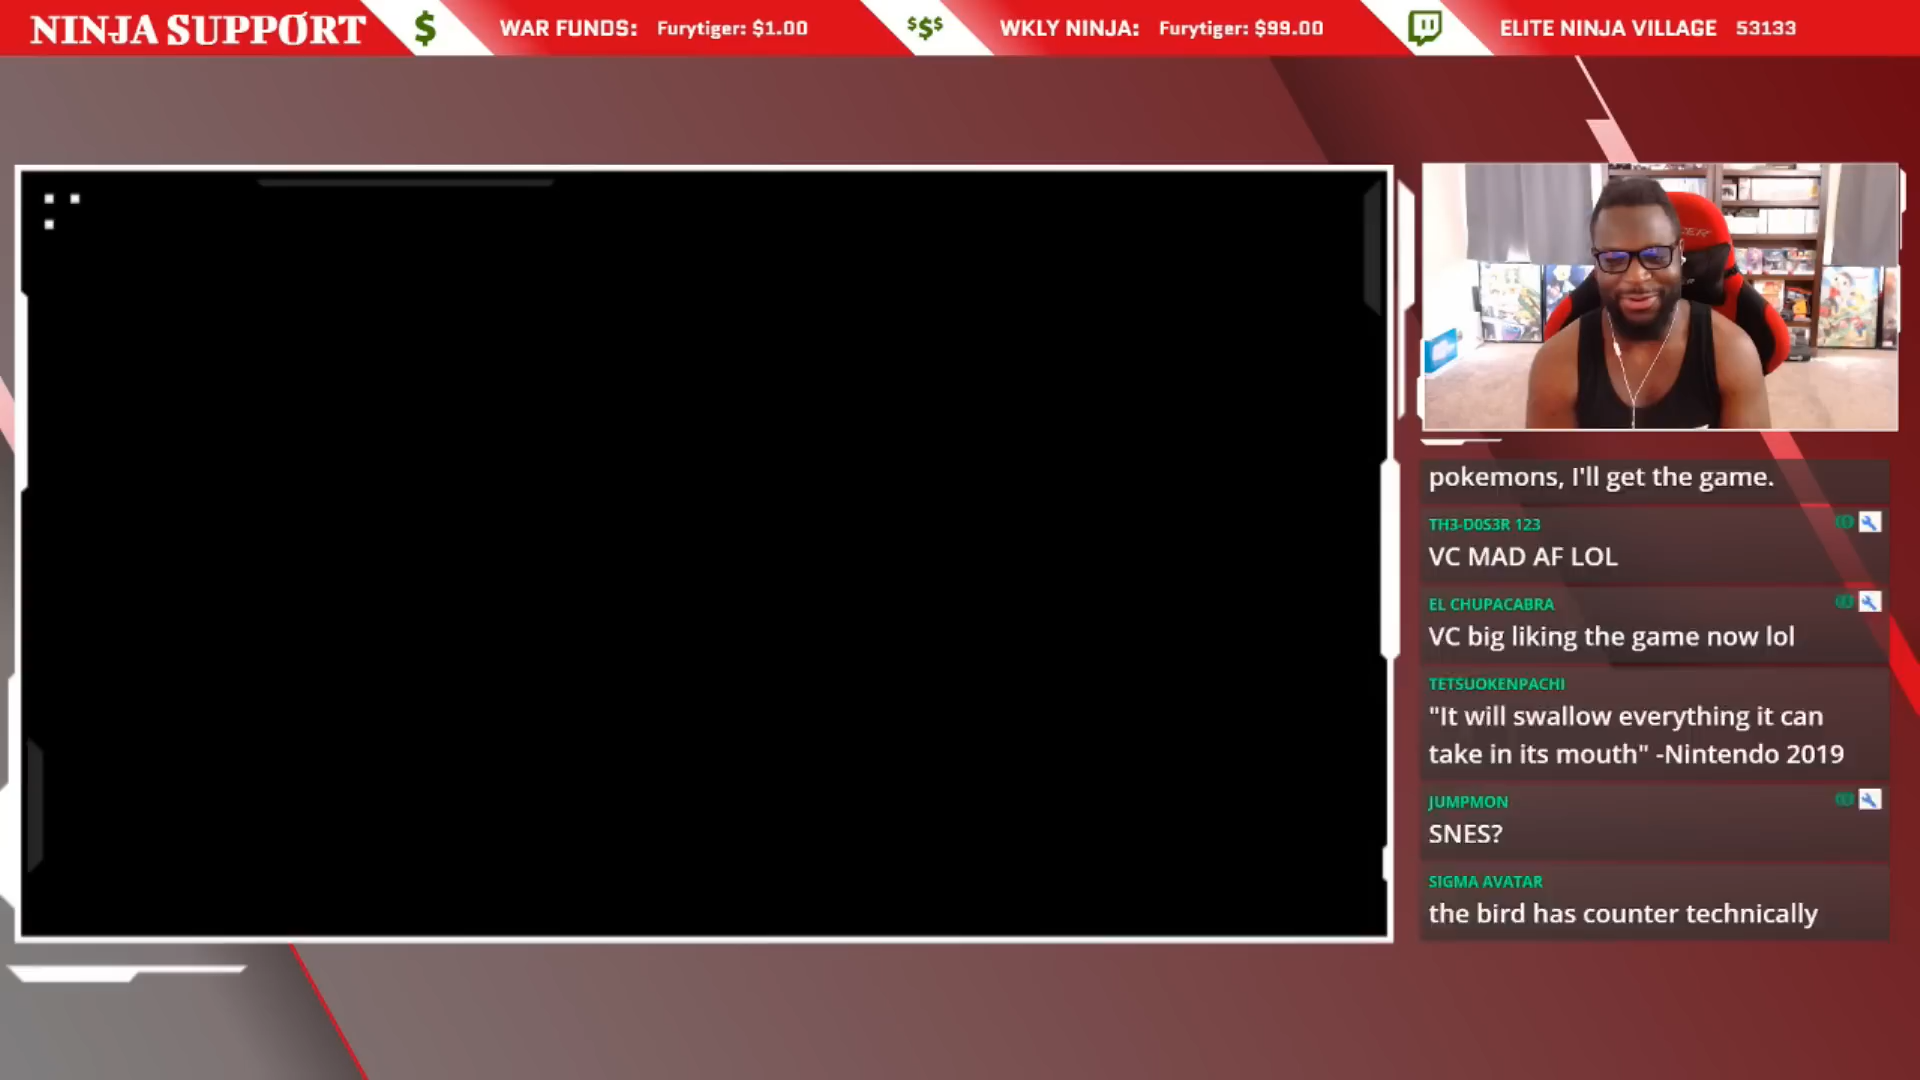 NINJA SUPPORT
$
WAR FUNDS: Furytiger: $1.00
$$$
WKLY NINJA: Furytiger: $99.00
ELITE NINJA VILLAGE 53133
pokemons, I'll get the game.
TH3-D0S3R 123
VC MAD AF LOL
EL CHUPACABRA
VC big liking the game now lol
TETSUOKENPACHI
"It will swallow everything it can
take in its mouth" -Nintendo 2019
JUMPMON
SNES?
SIGMA AVATAR
the bird has counter technically